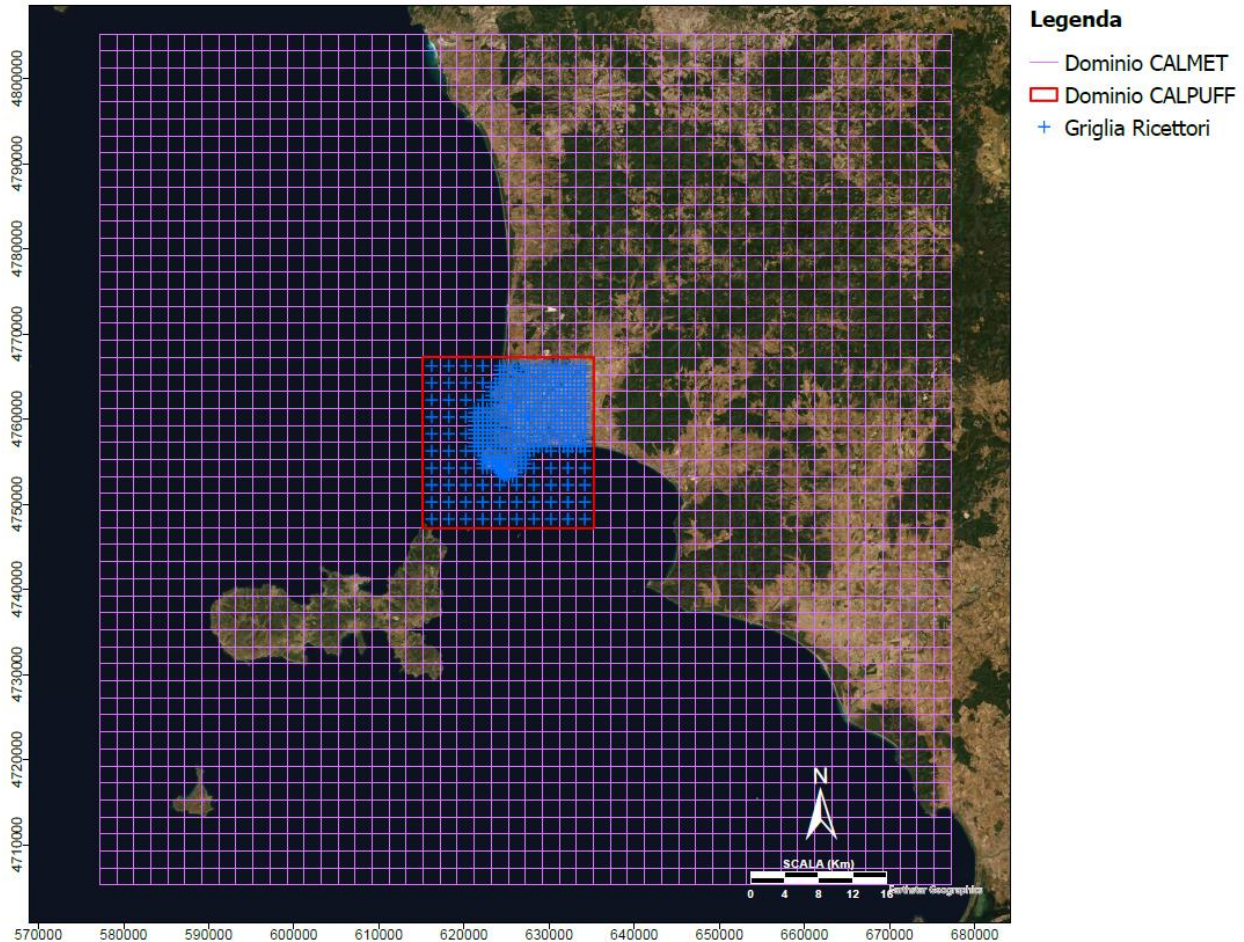 Legenda
Dominio CALMET
Dominio CALPUFF
Griglia Ricettori
4800000
4790000
4780000
4770000
4760000
4750000
4740000
4730000
4720000
4710000
N
SCALA (Km)
0 4 8 12 16
Earthstar Geographics
570000 580000 590000 600000 610000 620000 630000 640000 650000 660000 670000 680000